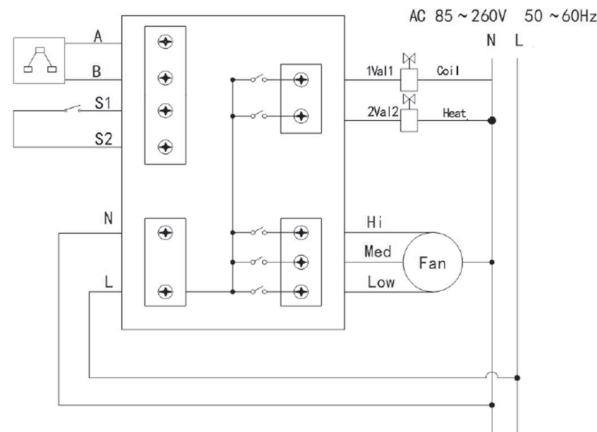 AC 85~260V 50~60Hz
N L
A
B
S1
S2
1Val1 Coil
2Val2 Heat
N
L
Hi
Med
Low
Fan